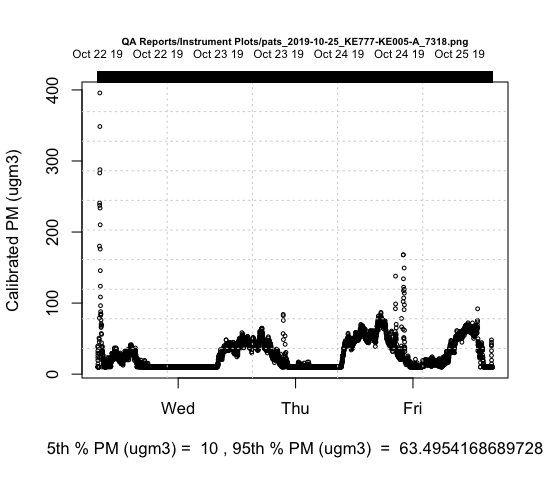 QA Reports/Instrument Plots/pats_2019-10-25_KE777-KE005-A_7318.png
Oct 22 19 Oct 22 19 Oct 23 19 Oct 23 19 Oct 24 19 Oct 24 19 Oct 25 19
400
300
200
100
0
Calibrated PM (ugm3)
Wed Thu Fri
5th % PM (ugm3) = 10 , 95th % PM (ugm3) = 63.4954168689728